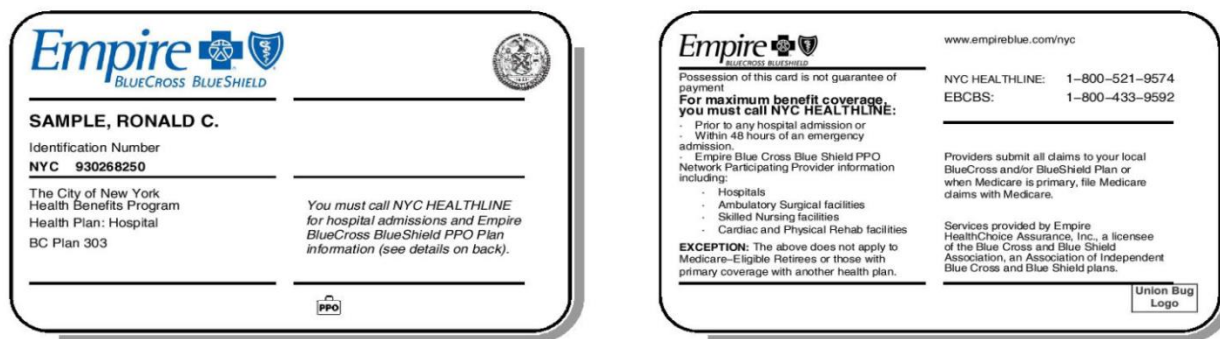 Empire
BLUECROSS BLUESHIELD
SAMPLE, RONALD C.
Identification Number
NYC 930268250
The City of New York
Health Benefits Program
Health Plan: Hospital
BC Plan 303
You must call NYC HEALTHLINE
for hospital admissions and Empire
BlueCross BlueShield PPO Plan
information (see details on back).
PPO
Empire
BLUECROSS BLUESHIELD
Possession of this card is not guarantee of
payment
For maximum benefit coverage,
you must call NYC HEALTHLINE:
· Prior to any hospital admission or
· Within 48 hours of an emergency
admission.
· Empire Blue Cross Blue Shield PPO
Network Participating Provider information
including:
· Hospitals
· Ambulatory Surgical facilities
· Skilled Nursing facilities
· Cardiac and Physical Rehab facilities
EXCEPTION: The above does not apply to
Medicare–Eligible Retirees or those with
primary coverage with another health plan.
www.empireblue.com/nyc
NYC HEALTHLINE: 1–800–521–9574
EBCBS: 1–800–433–9592
Providers submit all claims to your local
BlueCross and/or BlueShield Plan or
when Medicare is primary, file Medicare
claims with Medicare.
Services provided by Empire
HealthChoice Assurance, Inc., a licensee
of the Blue Cross and Blue Shield
Association, an Association of Independent
Blue Cross and Blue Shield plans.
Union Bug
Logo